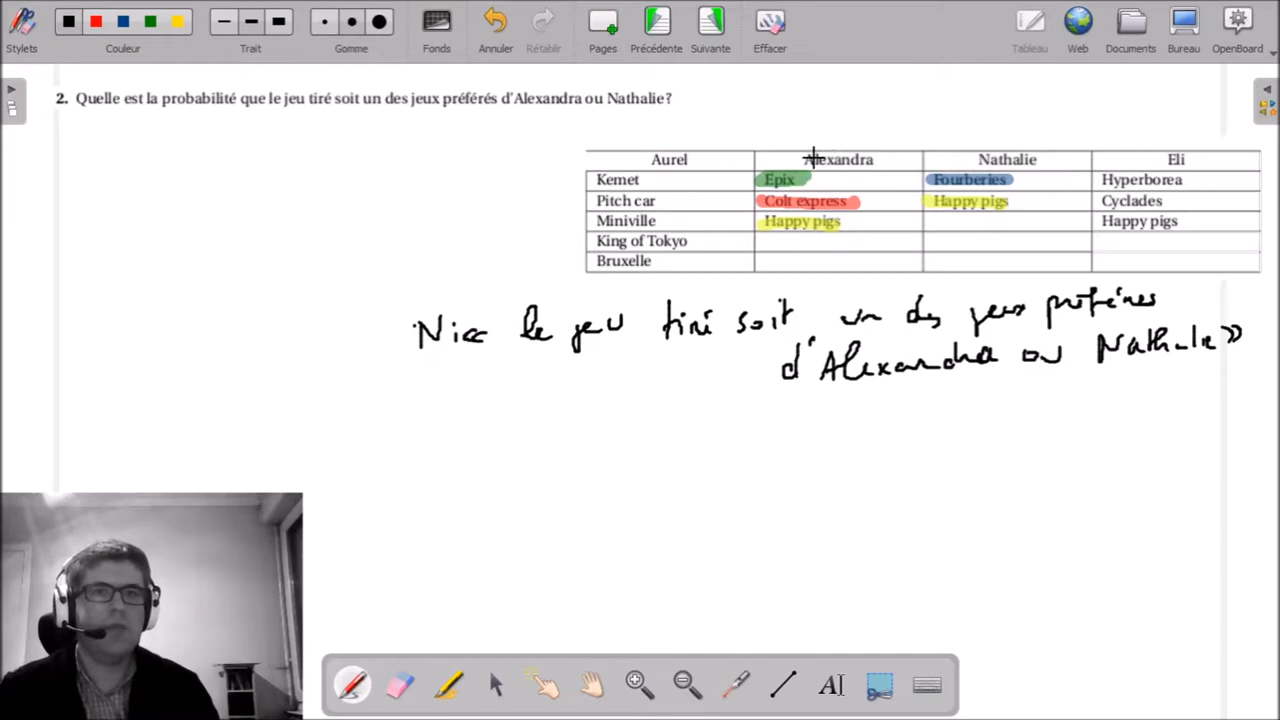 Stylets Couleur Trait Gomme Fonds Annuler Rétablir Pages Précédente Suivante Effacer Tableau Web Documents Bureau OpenBoard
2. Quelle est la probabilité que le jeu tiré soit un des jeux préférés d'Alexandra ou Nathalie?
Aurel Alexandra Nathalie Eli
Kemet Epix Fourberies Hyperborea
Pitch car Colt express Happy pigs Cyclades
Miniville Happy pigs Happy pigs
King of Tokyo
Bruxelle
le jeu tiré soit un des jeux préférés
d'Alexandra ou Nathalie »
AI